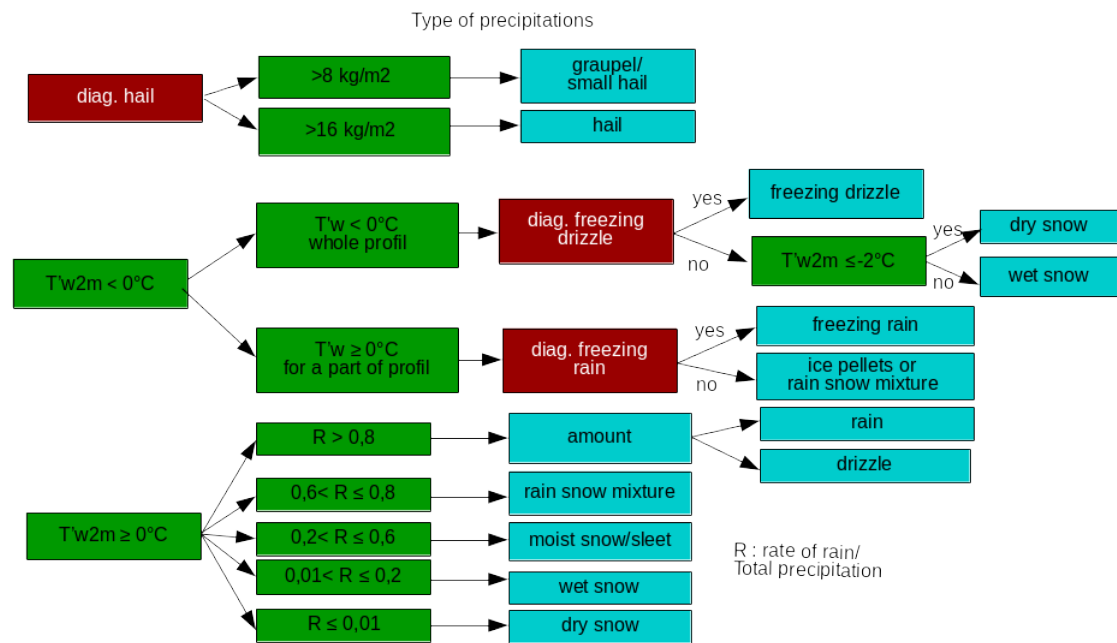 Type of precipitations
diag. hail
>8 kg/m2
graupel/
small hail
>16 kg/m2
hail
T'w2m < 0°C
T'w < 0°C
whole profil
diag. freezing
drizzle
yes
freezing drizzle
no
T'w2m ≤-2°C
yes
dry snow
no
wet snow
T'w ≥ 0°C
for a part of profil
diag. freezing
rain
yes
freezing rain
no
ice pellets or
rain snow mixture
T'w2m ≥ 0°C
R > 0,8
amount
rain
drizzle
0,6< R ≤ 0,8
rain snow mixture
0,2< R ≤ 0,6
moist snow/sleet
0,01< R ≤ 0,2
wet snow
R ≤ 0,01
dry snow
R : rate of rain/
Total precipitation